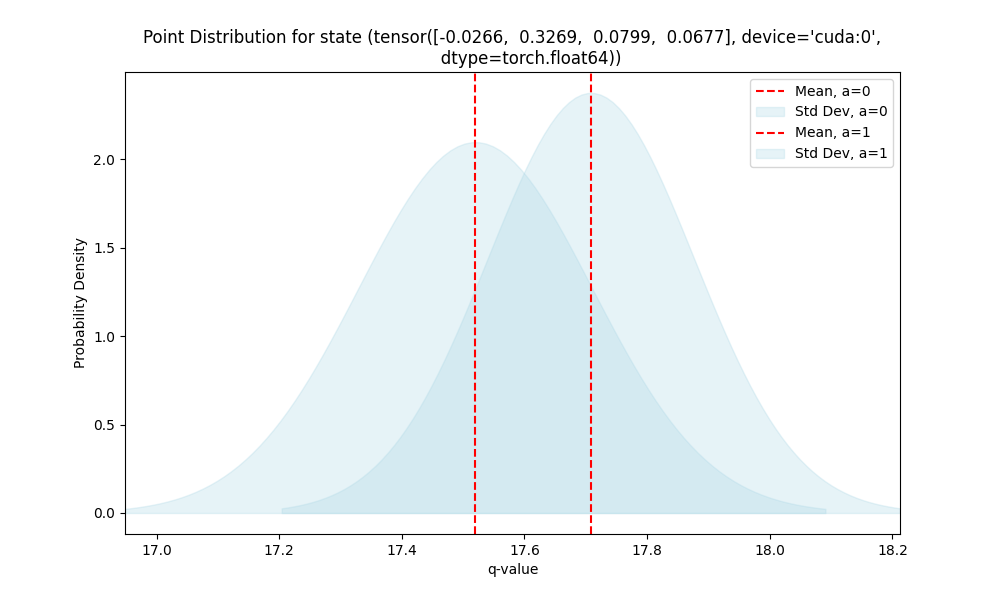 Point Distribution for state (tensor([-0.0266,  0.3269,  0.0799,  0.0677], device='cuda:0',
dtype=torch.float64))
Mean, a=0
Std Dev, a=0
Mean, a=1
Std Dev, a=1
Probability Density
2.0
1.5
1.0
0.5
0.0
17.0 17.2 17.4 17.6 17.8 18.0 18.2
q-value